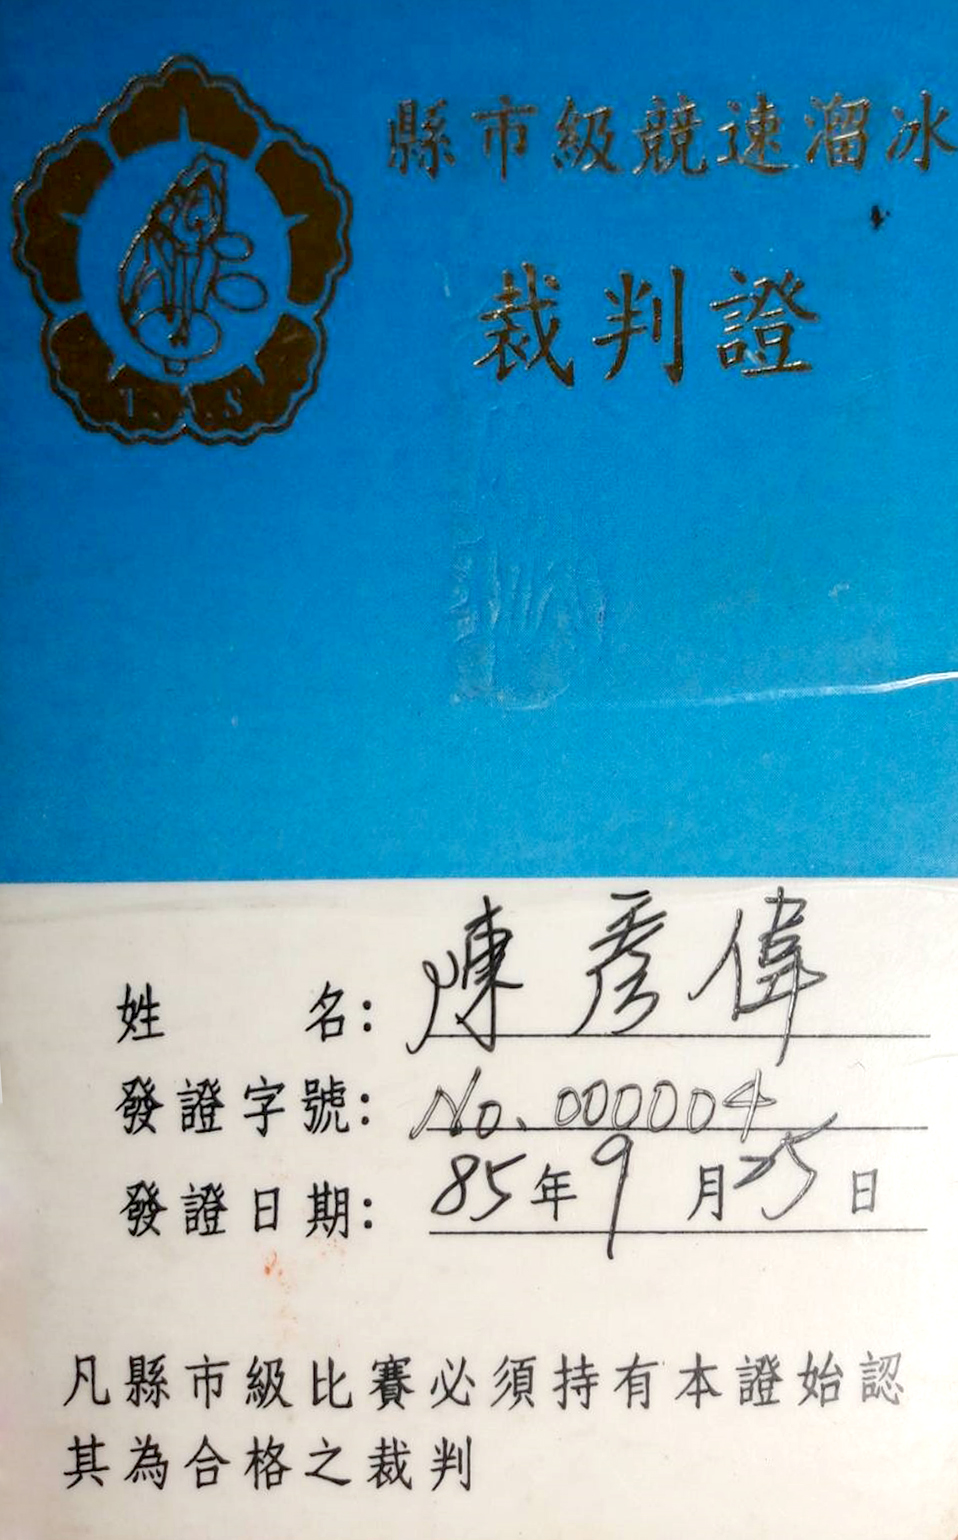 縣市級競速溜冰
裁判證
T.A.S
姓 名: 陳彥偉
發證字號: No. 000004
發證日期: 85年9月25日
凡縣市級比賽必須持有本證始認
其為合格之裁判